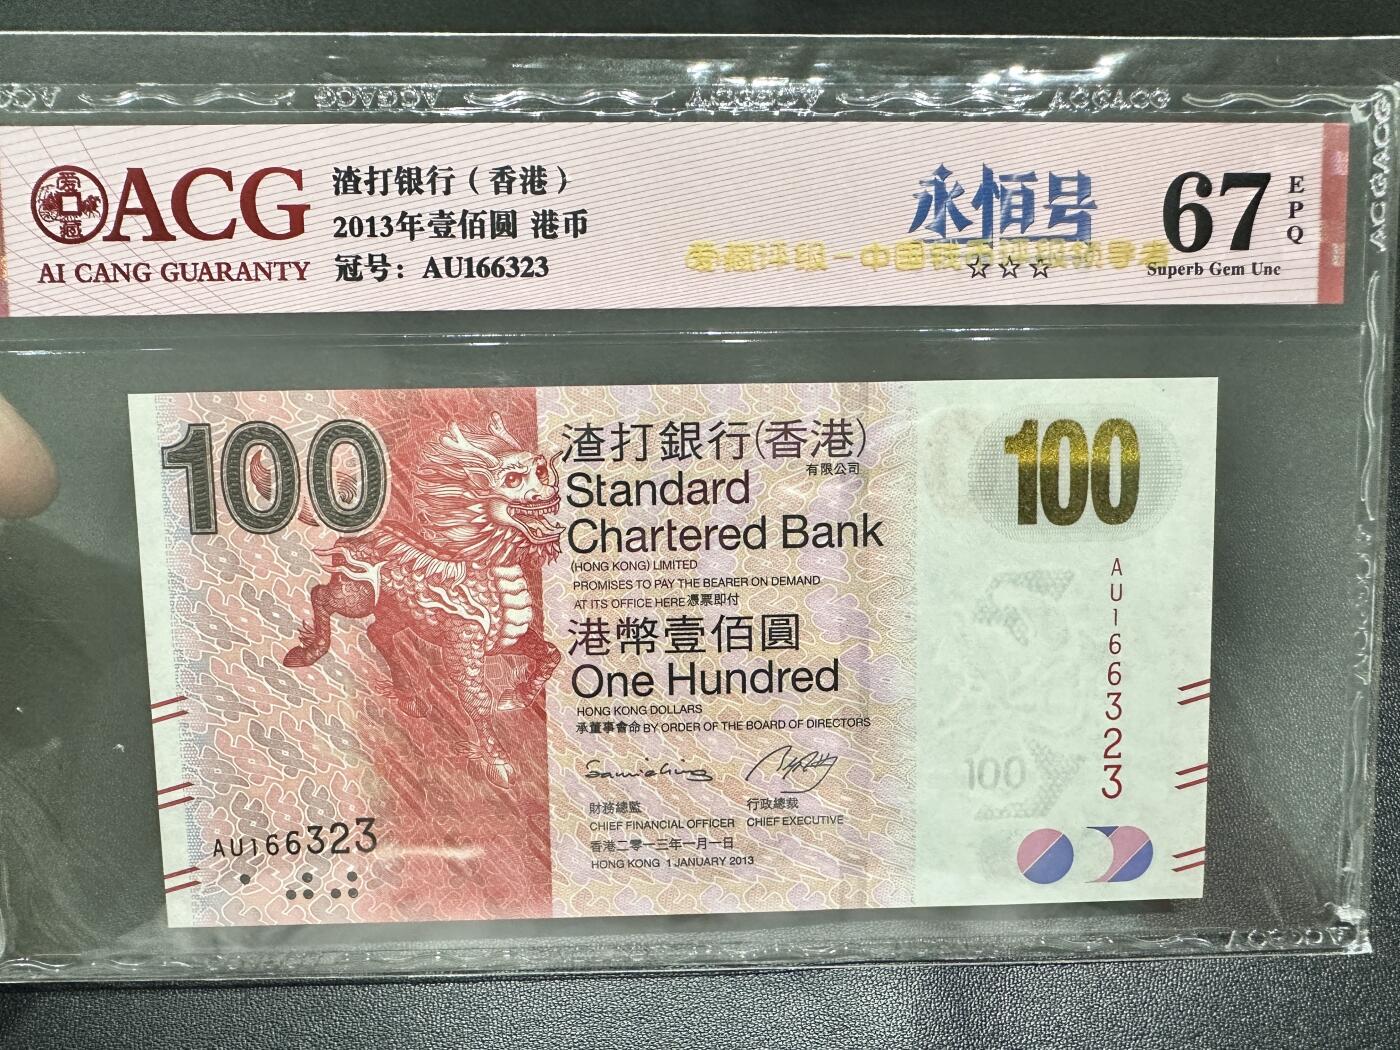 ACGACG
ACGACG
ACGACG
ACG
AI CANG GUARANTY
渣打银行（香港）
2013年壹佰圆 港币
冠号：AU166323
永恒号
☆☆☆
67
EPQ
Superb Gem Unc
100
渣打銀行(香港)
有限公司
Standard
Chartered Bank
(HONG KONG) LIMITED
PROMISES TO PAY THE BEARER ON DEMAND
AT ITS OFFICE HERE 憑票即付
港幣壹佰圓
One Hundred
HONG KONG DOLLARS
承董事會命 BY ORDER OF THE BOARD OF DIRECTORS
財務總監
CHIEF FINANCIAL OFFICER
行政總裁
CHIEF EXECUTIVE
香港二零一三年一月一日
HONG KONG 1 JANUARY 2013
AU166323
100
AU166323
100